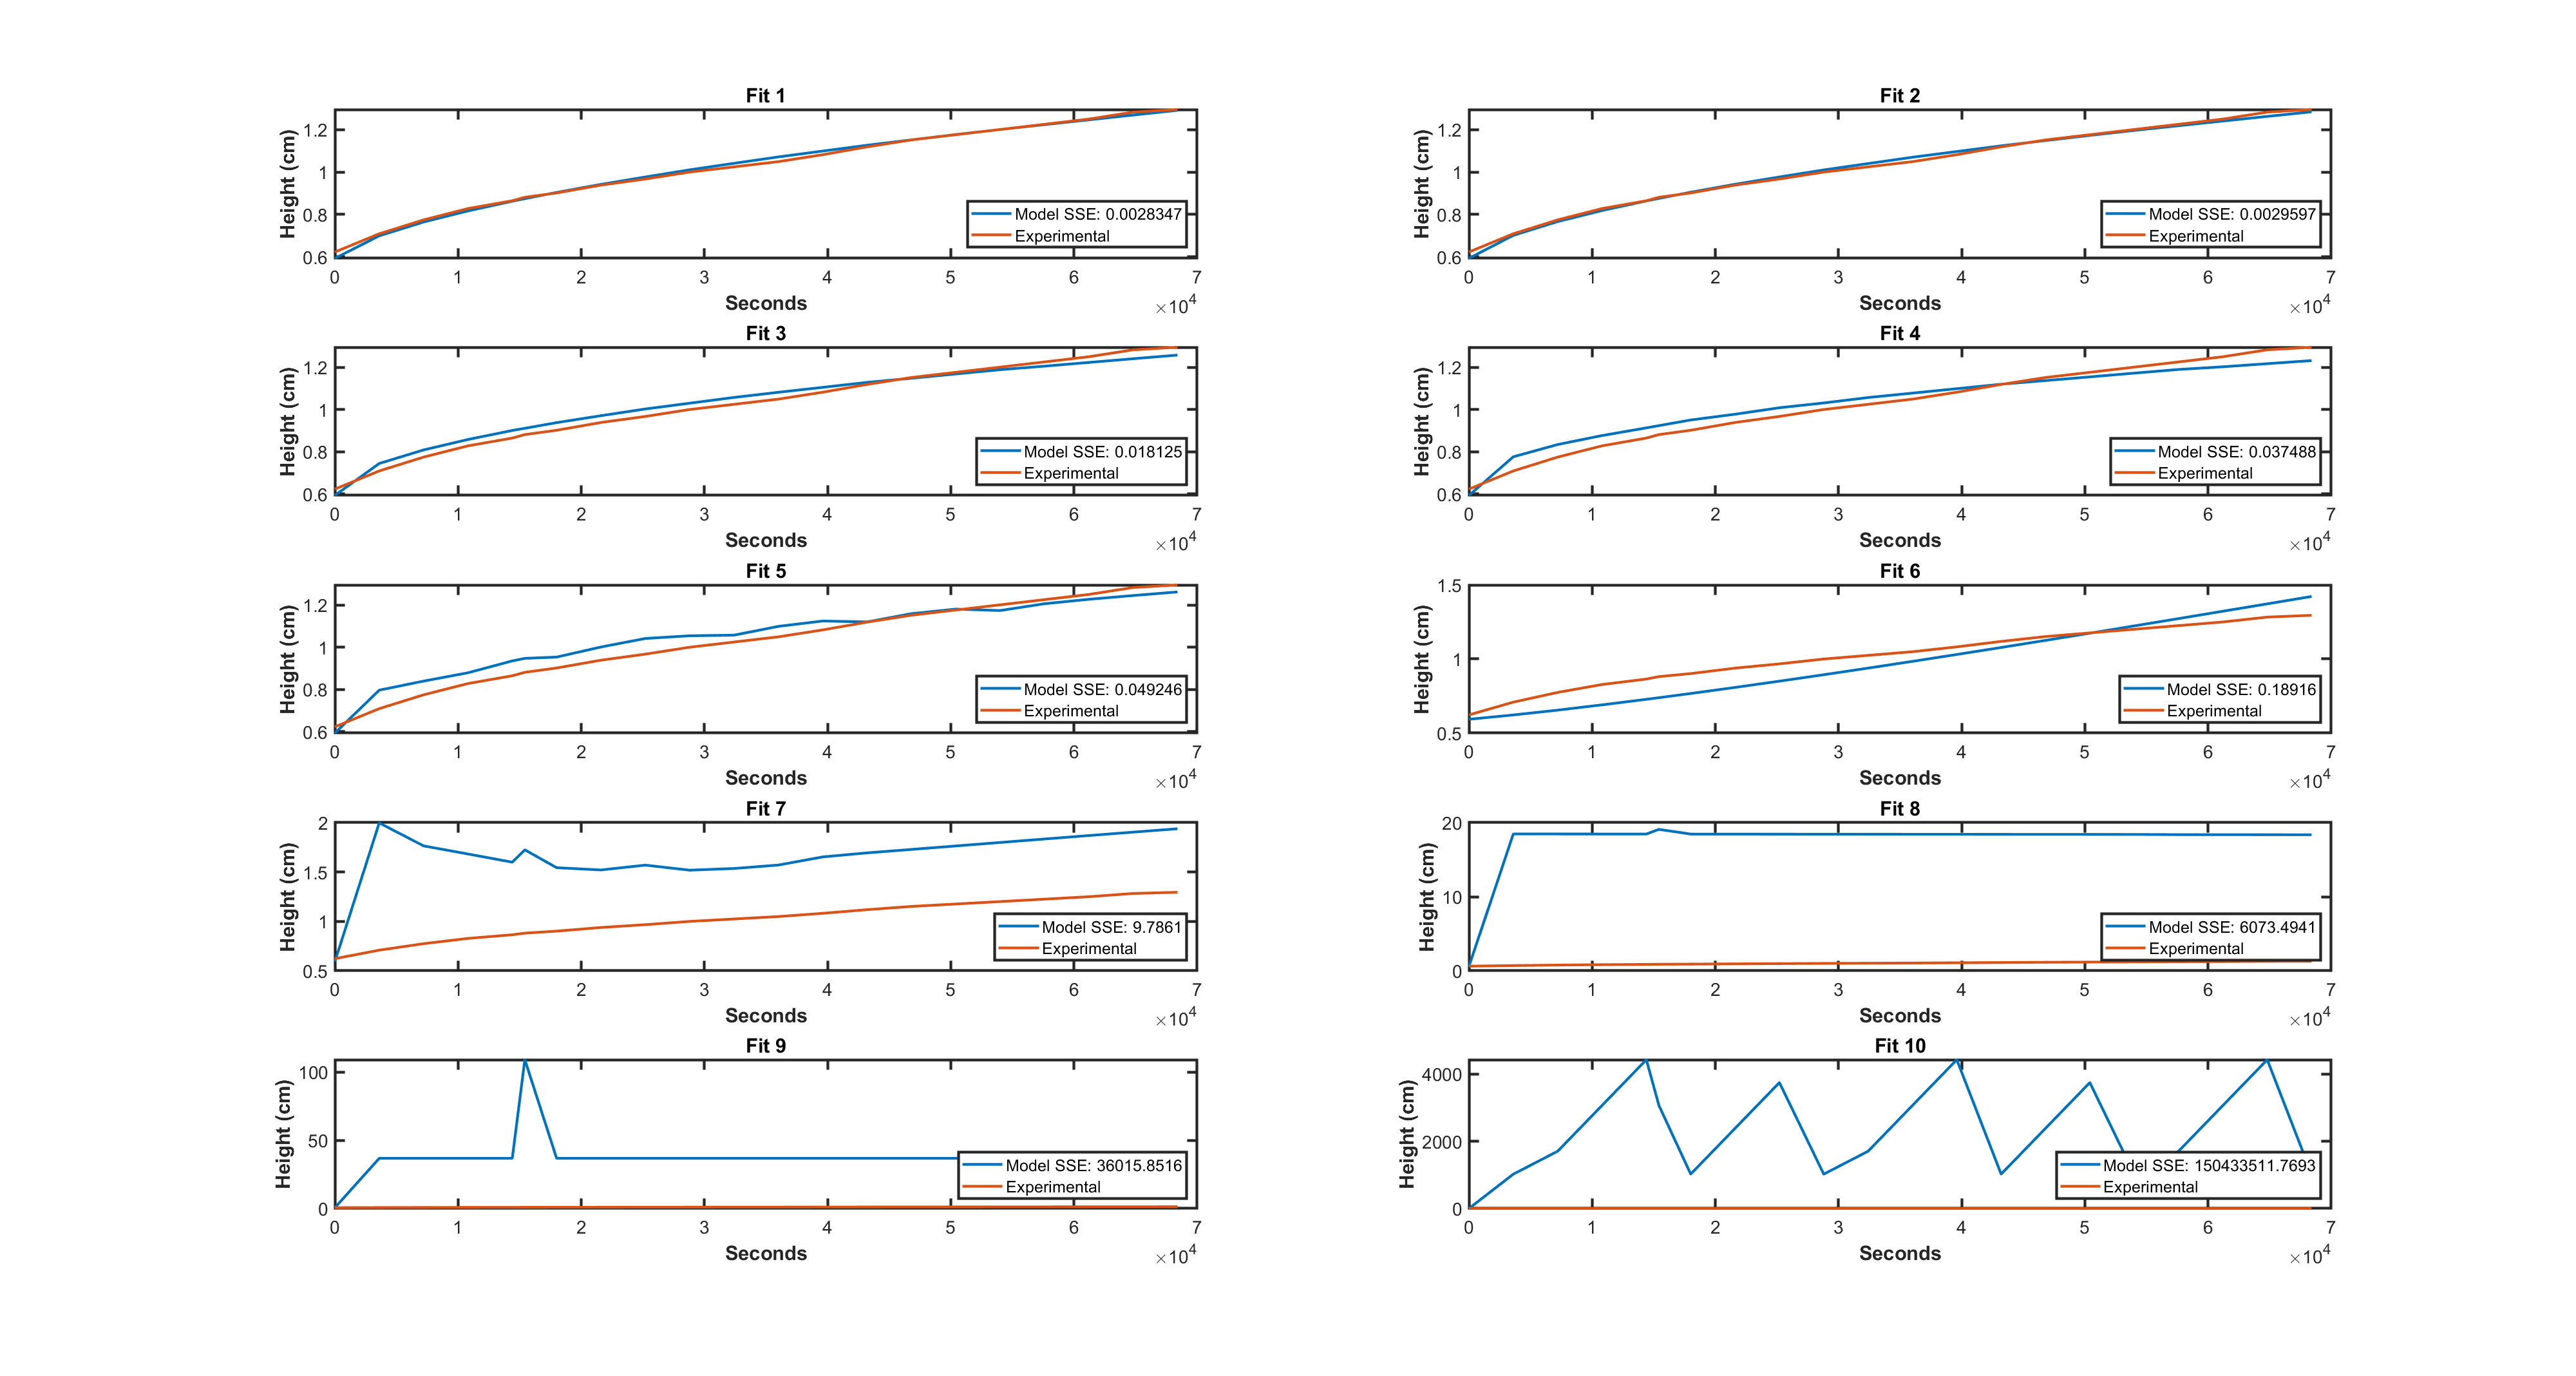 Fit 1
Height (cm)
1.2
1
0.8
0.6
Model SSE: 0.0028347
Experimental
0 1 2 3 4 5 6 7
Seconds
×10^4
Fit 2
Height (cm)
1.2
1
0.8
0.6
Model SSE: 0.0029597
Experimental
0 1 2 3 4 5 6 7
Seconds
×10^4
Fit 3
Height (cm)
1.2
1
0.8
0.6
Model SSE: 0.018125
Experimental
0 1 2 3 4 5 6 7
Seconds
×10^4
Fit 4
Height (cm)
1.2
1
0.8
0.6
Model SSE: 0.037488
Experimental
0 1 2 3 4 5 6 7
Seconds
×10^4
Fit 5
Height (cm)
1.2
1
0.8
0.6
Model SSE: 0.049246
Experimental
0 1 2 3 4 5 6 7
Seconds
×10^4
Fit 6
Height (cm)
1.5
1
0.5
Model SSE: 0.18916
Experimental
0 1 2 3 4 5 6 7
Seconds
×10^4
Fit 7
Height (cm)
2
1.5
1
0.5
Model SSE: 9.7861
Experimental
0 1 2 3 4 5 6 7
Seconds
×10^4
Fit 8
Height (cm)
20
10
0
Model SSE: 6073.4941
Experimental
0 1 2 3 4 5 6 7
Seconds
×10^4
Fit 9
Height (cm)
100
50
0
Model SSE: 36015.8516
Experimental
0 1 2 3 4 5 6 7
Seconds
×10^4
Fit 10
Height (cm)
4000
2000
0
Model SSE: 150433511.7693
Experimental
0 1 2 3 4 5 6 7
Seconds
×10^4